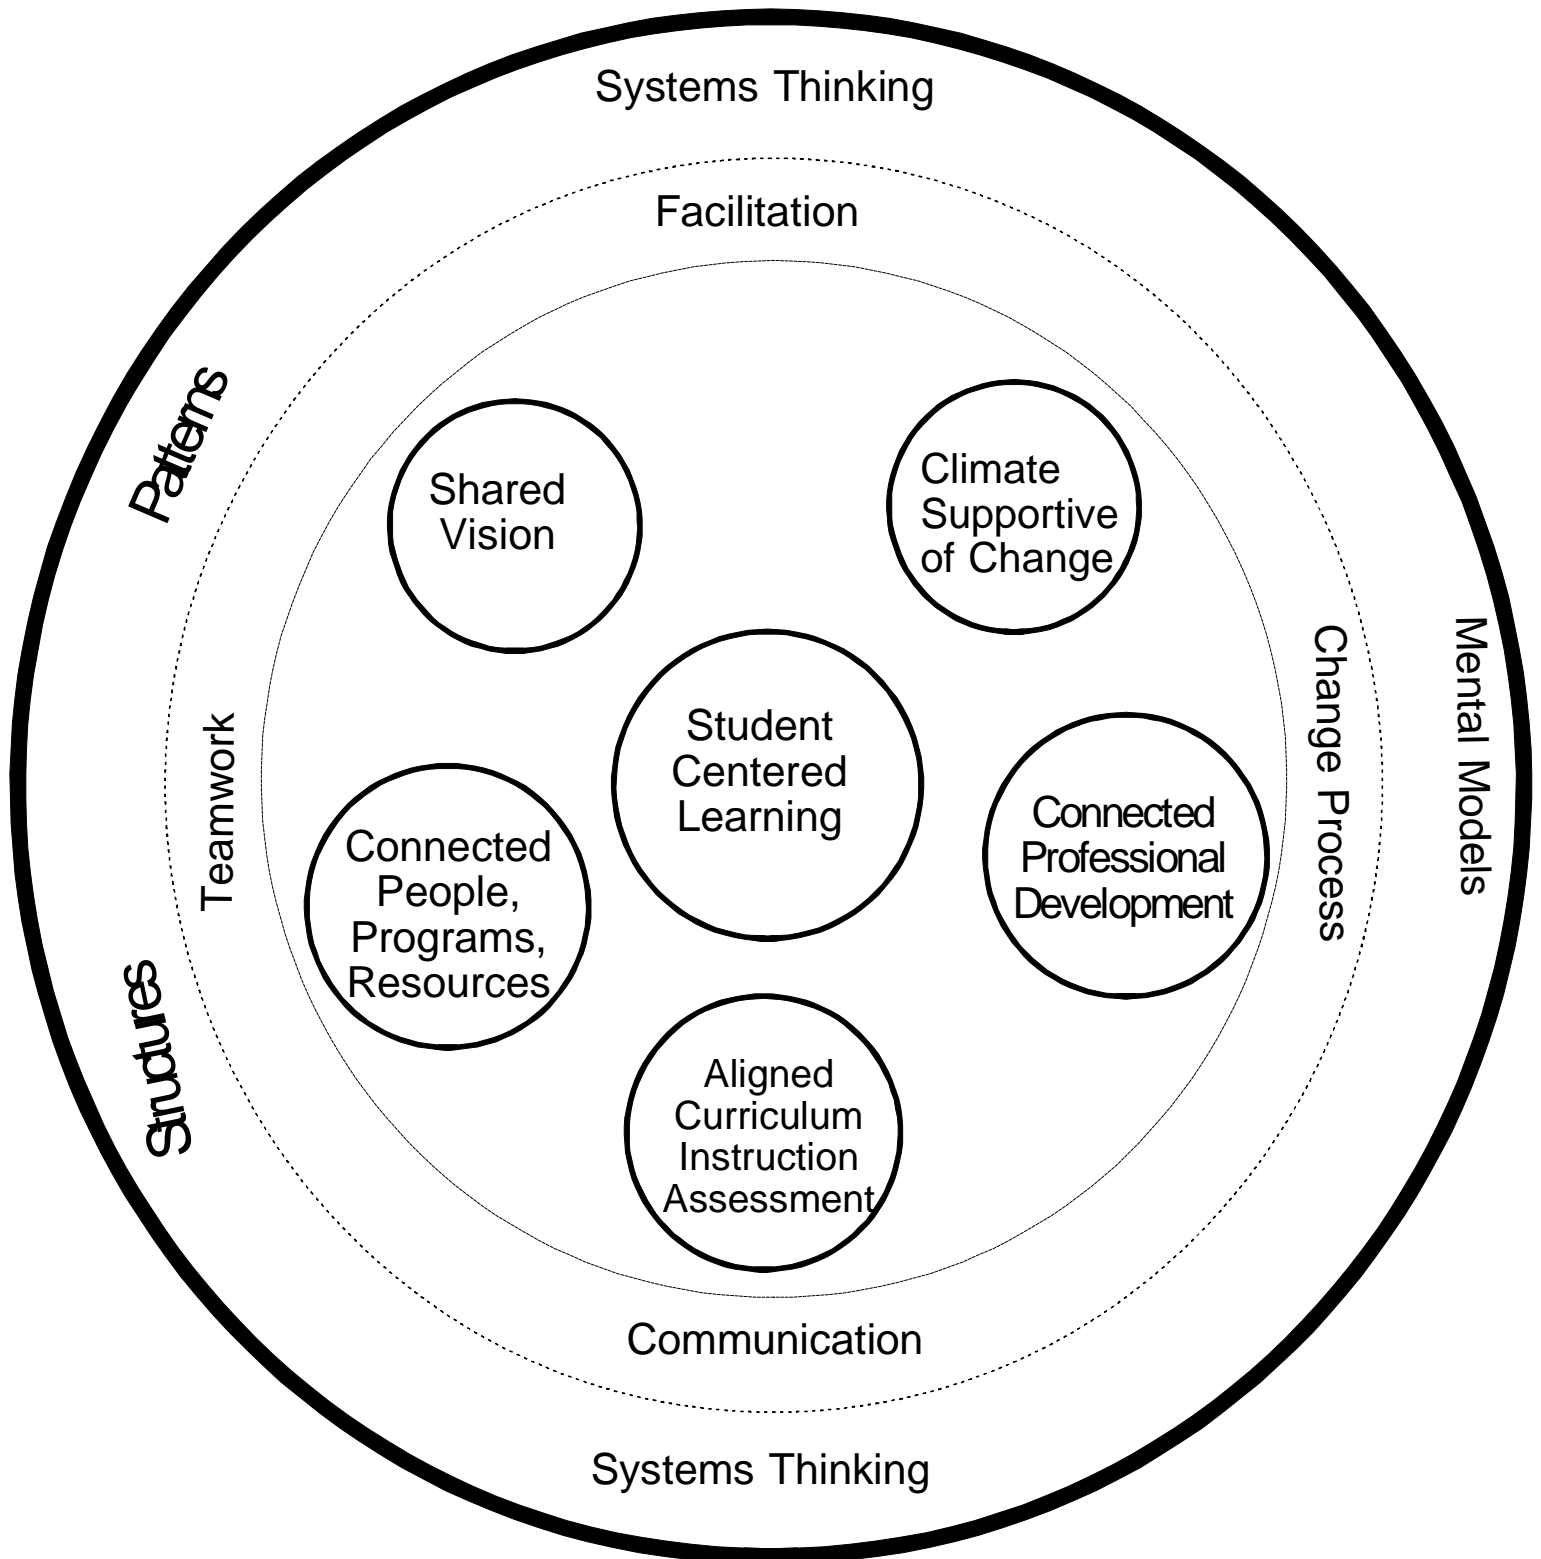 Systems Thinking
Facilitation
Patterns
Shared
Vision
Climate
Supportive
of Change
Mental Models
Change Process
Teamwork
Student
Centered
Learning
Connected
Professional
Development
Connected
People,
Programs,
Resources
Structures
Aligned
Curriculum
Instruction
Assessment
Communication
Systems Thinking